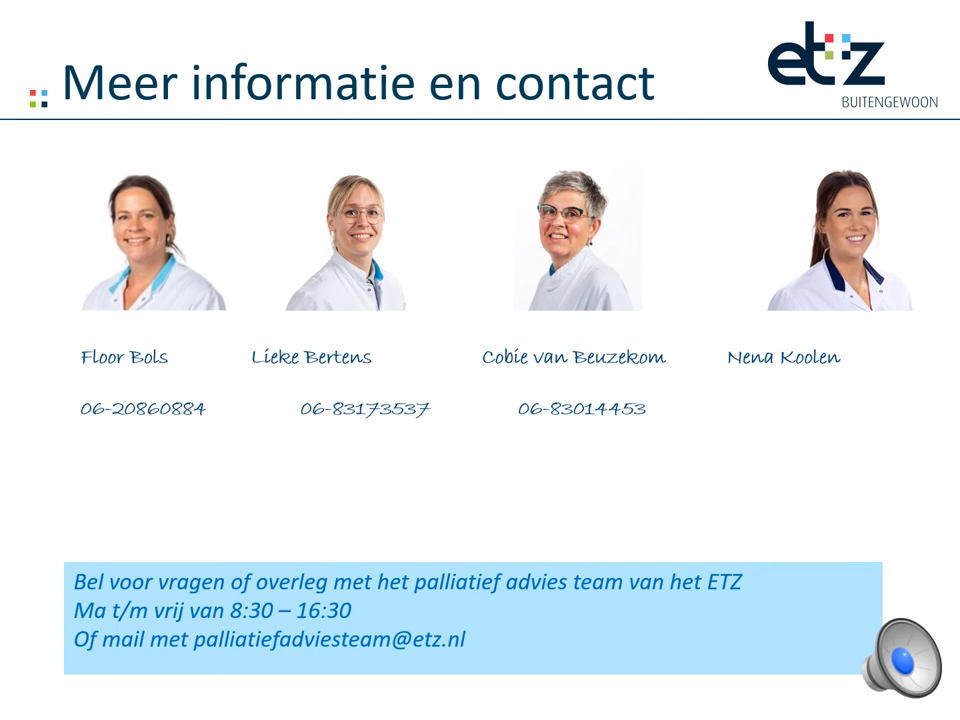 etz
BUITENGEWOON
Meer informatie en contact
Floor Bols Lieke Bertens Cobie van Beuzekom Nena Koolen
06-20860884 06-83173537 06-83014453
Bel voor vragen of overleg met het palliatief advies team van het ETZ
Ma t/m vrij van 8:30 – 16:30
Of mail met palliatiefadviesteam@etz.nl